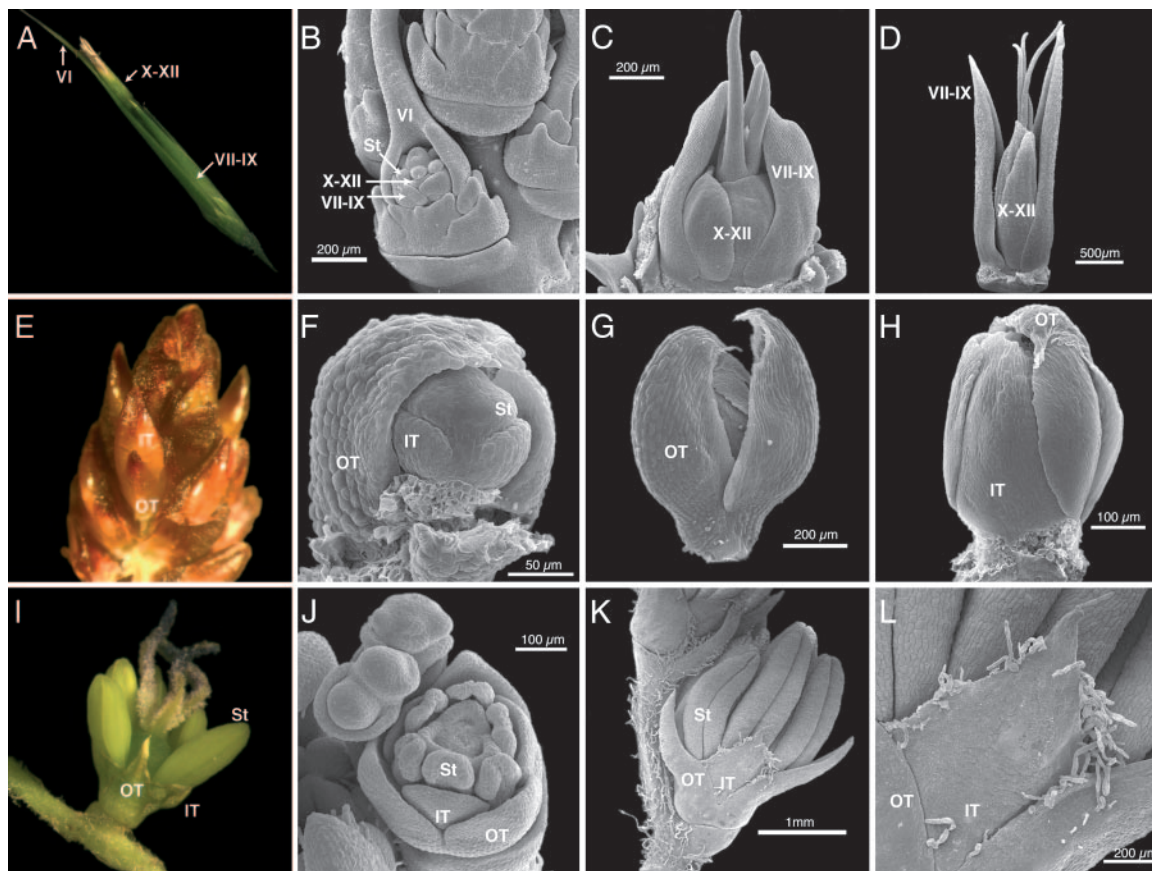 A
VI
X-XII
VII-IX
B
VI
St
X-XII
VII-IX
200 µm
C
200 µm
VII-IX
X-XII
D
VII-IX
X-XII
500µm
E
IT
OT
F
St
IT
OT
50 µm
G
OT
200 µm
H
OT
IT
100 µm
I
St
OT
IT
J
100 µm
St
IT
OT
K
St
OT
IT
1mm
L
OT
IT
200 µm